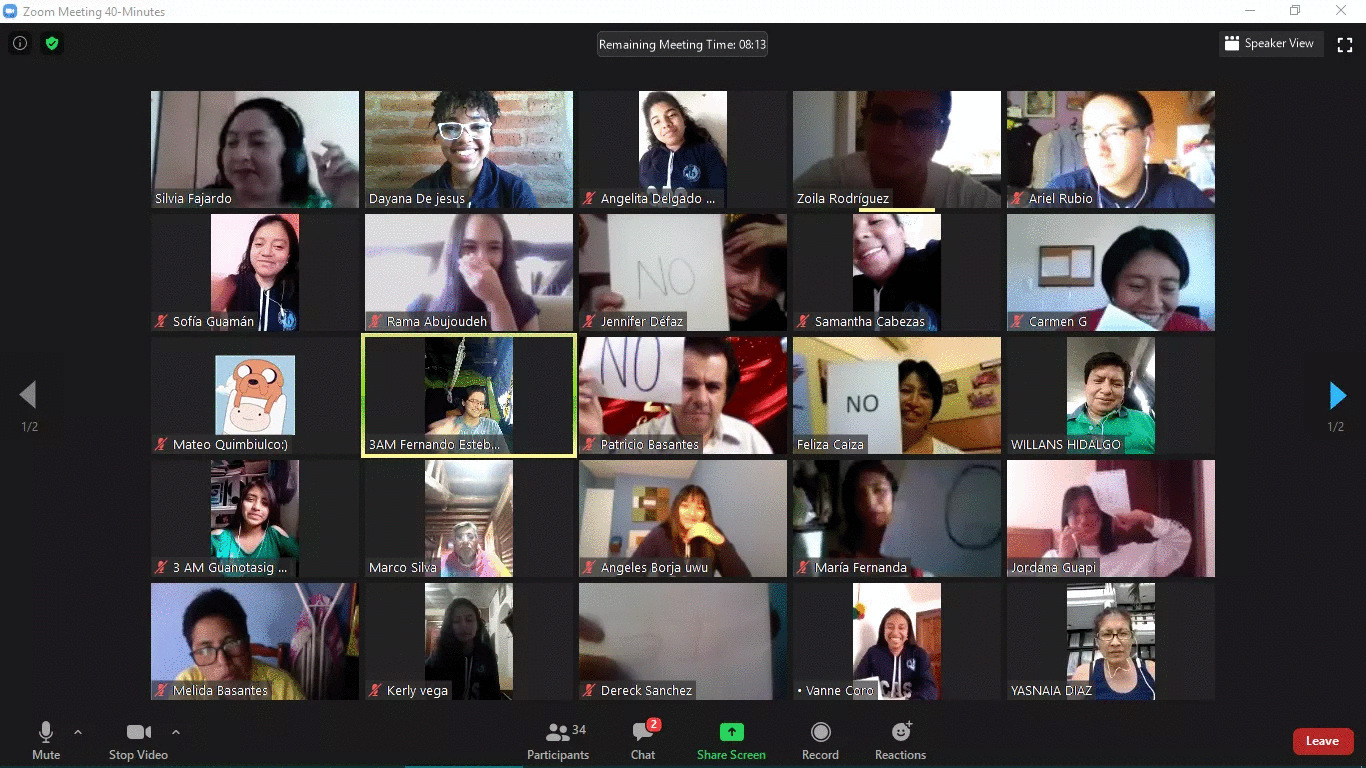 Zoom Meeting 40-Minutes
Remaining Meeting Time: 08:13
Speaker View
Silvia Fajardo
Dayana De jesus
Angelita Delgado ...
Zoila Rodríguez
Ariel Rubio
Sofía Guamán
Rama Abujoudeh
NO
Jennifer Défaz
Samantha Cabezas
Carmen G
Mateo Quimbiulco:)
3AM Fernando Esteb...
NO
Patricio Basantes
NO
Feliza Caiza
WILLANS HIDALGO
3 AM Guanotasig ...
Marco Silva
Angeles Borja uwu
María Fernanda
Jordana Guapi
Melida Basantes
Kerly vega
Dereck Sanchez
• Vanne Coro
YASNAIA DIAZ
1/2
1/2
Mute
Stop Video
34
Participants
2
Chat
Share Screen
Record
Reactions
Leave